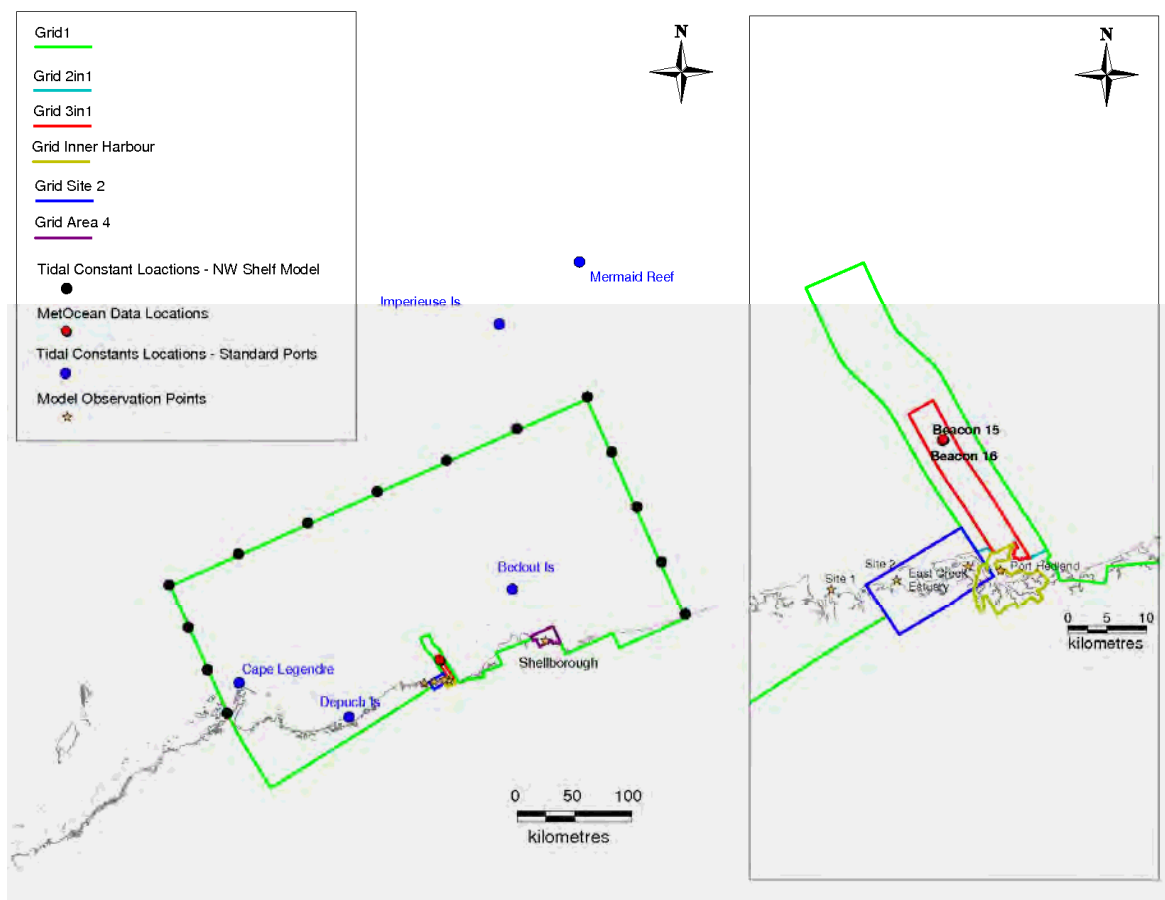 Grid1
Grid 2in1
Grid 3in1
Grid Inner Harbour
Grid Site 2
Grid Area 4
Tidal Constant Loactions - NW Shelf Model
MetOcean Data Locations
Tidal Constants Locations - Standard Ports
Model Observation Points
N
Mermaid Reef
Imperieuse Is
Bedout Is
Shellborough
Cape Legendre
Depuch Is
0 50 100
kilometres
N
Beacon 15
Beacon 16
Site 2
Port Hedland
East Creek
Estuary
Site 1
0 5 10
kilometres